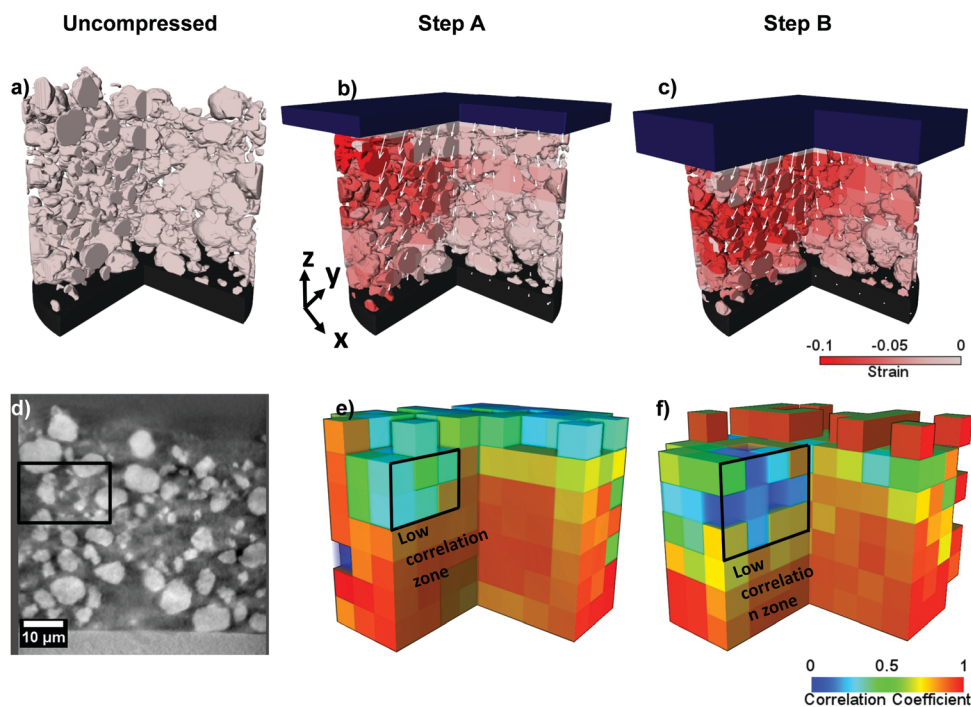 Uncompressed
Step A
Step B
a)
b)
c)
z
y
x
-0.1
-0.05
0
Strain
d)
10 µm
e)
Low
correlation
zone
f)
Low
correlatio
n zone
0
0.5
1
Correlation Coefficient